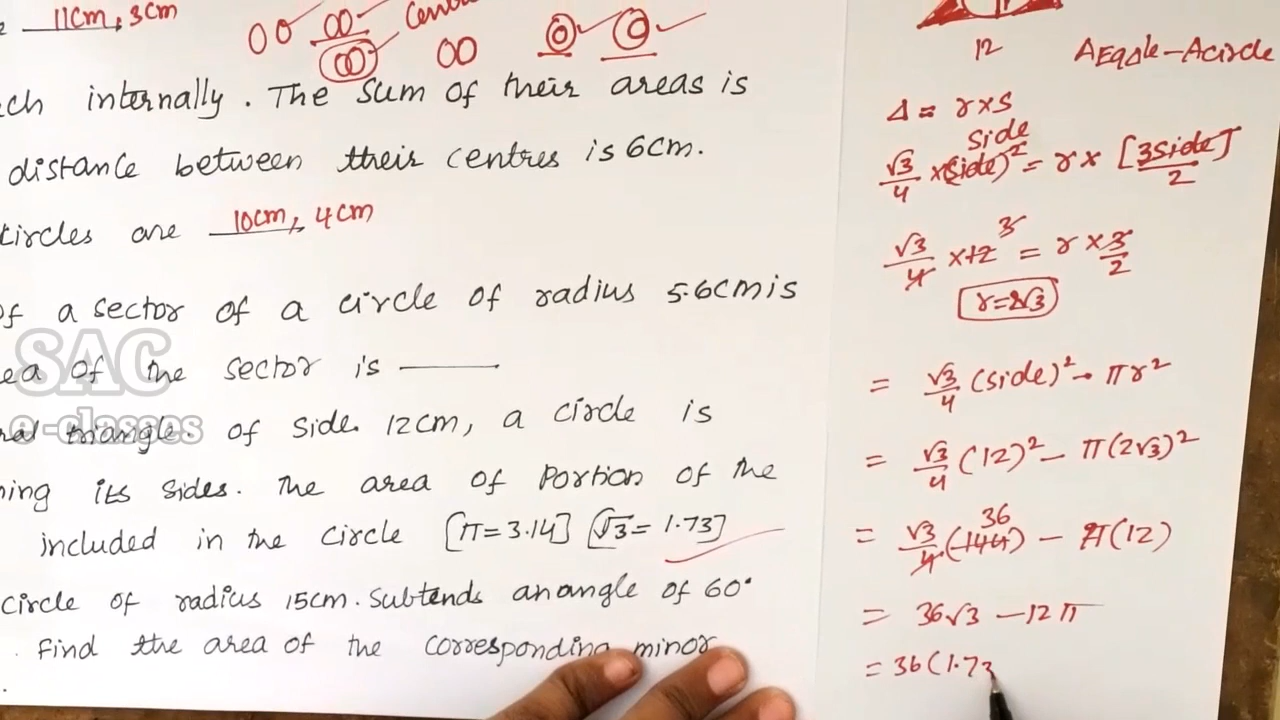 11cm, 3cm
centre
ch internally. The sum of their areas is
distance between their centres is 6cm.
circles are 10cm, 4cm
of a sector of a circle of radius 5.6cm is
ea of the sector is
SAC
e-classes
ral triangle of side 12cm, a circle is
hing its sides. The area of portion of the
included in the circle [π=3.14] [√3=1.73]
circle of radius 15cm. Subtends an angle of 60°
. Find the area of the corresponding minor
12
AEqΔle-Acircle
Δ = r×s
side
√3/4 ×(side)² = r× [3side]/2
√3/4 ×12 3 = r×3/2
r=2√3
= √3/4 (side)² - πr²
= √3/4 (12)² - π(2√3)²
36
= √3/4 (144) - π(12)
= 36√3 - 12π
= 36(1.73